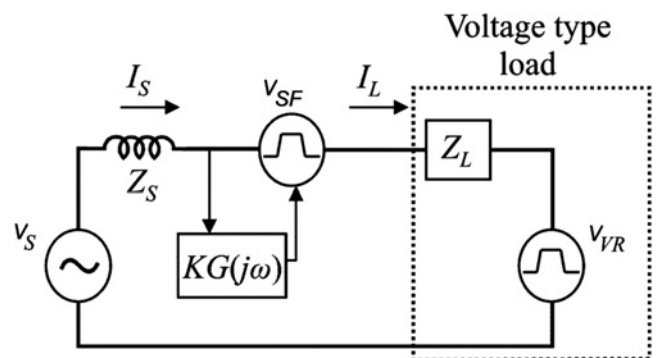 Voltage type
load
I_S
v_SF
I_L
Z_S
Z_L
v_S
KG(jω)
v_VR